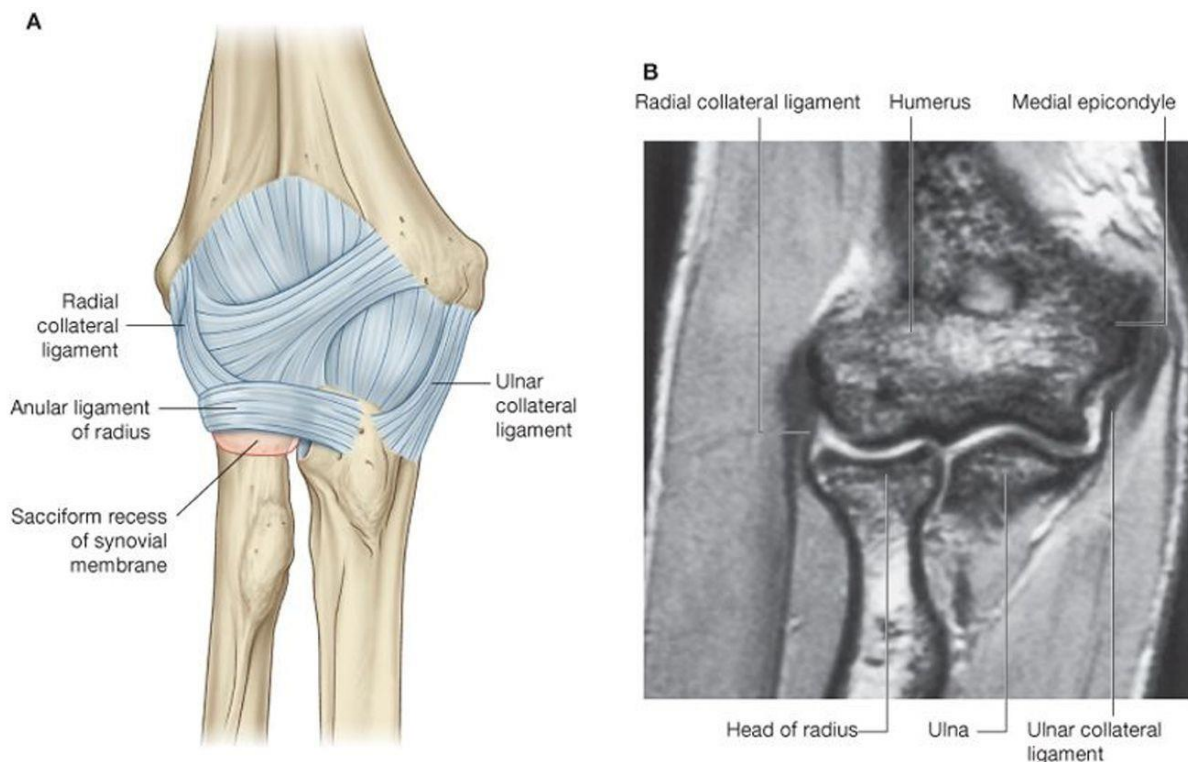 A
Radial
collateral
ligament
Anular ligament
of radius
Sacciform recess
of synovial
membrane
Ulnar
collateral
ligament
B
Radial collateral ligament
Humerus
Medial epicondyle
Head of radius
Ulna
Ulnar collateral
ligament